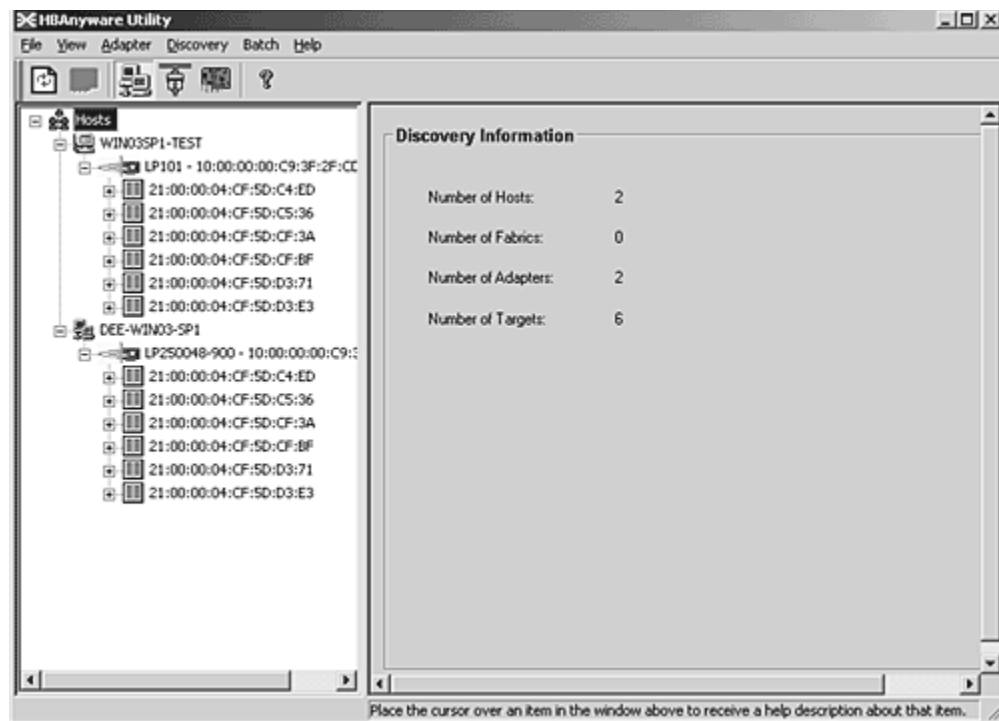 HBAnyware Utility
File View Adapter Discovery Batch Help
Hosts
WIN03SP1-TEST
LP101 - 10:00:00:00:C9:3F:2F:CD
21:00:00:04:CF:5D:C4:ED
21:00:00:04:CF:5D:C5:36
21:00:00:04:CF:5D:CF:3A
21:00:00:04:CF:5D:CF:BF
21:00:00:04:CF:5D:D3:71
21:00:00:04:CF:5D:D3:E3
DEE-WIN03-SP1
LP250048-900 - 10:00:00:00:C9:3
21:00:00:04:CF:5D:C4:ED
21:00:00:04:CF:5D:C5:36
21:00:00:04:CF:5D:CF:3A
21:00:00:04:CF:5D:CF:BF
21:00:00:04:CF:5D:D3:71
21:00:00:04:CF:5D:D3:E3
Discovery Information
Number of Hosts: 2
Number of Fabrics: 0
Number of Adapters: 2
Number of Targets: 6
Place the cursor over an item in the window above to receive a help description about that item.